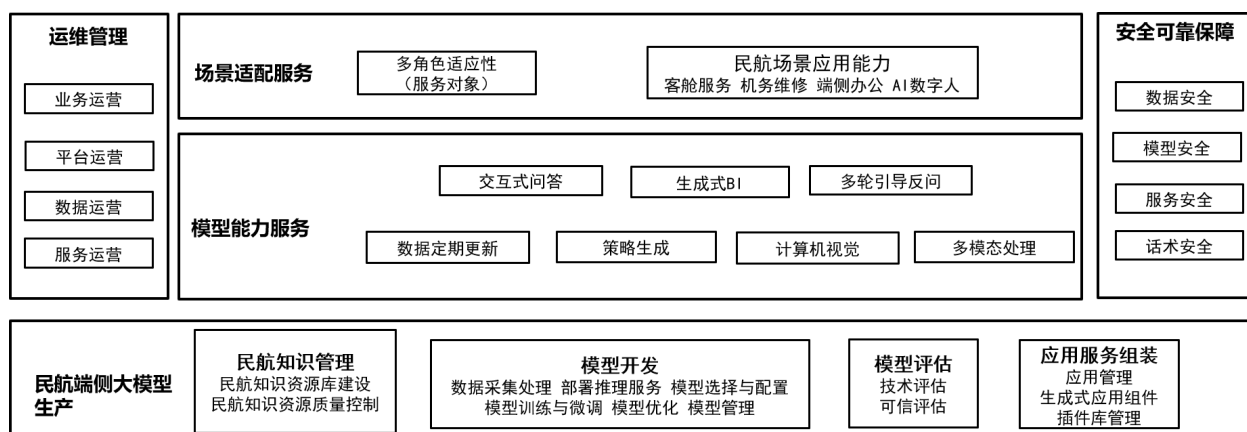 运维管理
业务运营
平台运营
数据运营
服务运营
场景适配服务
多角色适应性
（服务对象）
民航场景应用能力
客舱服务 机务维修 端侧办公 AI数字人
模型能力服务
交互式问答
生成式BI
多轮引导反问
数据定期更新
策略生成
计算机视觉
多模态处理
安全可靠保障
数据安全
模型安全
服务安全
话术安全
民航端侧大模型
生产
民航知识管理
民航知识资源库建设
民航知识资源质量控制
模型开发
数据采集处理 部署推理服务 模型选择与配置
模型训练与微调 模型优化 模型管理
模型评估
技术评估
可信评估
应用服务组装
应用管理
生成式应用组件
插件库管理